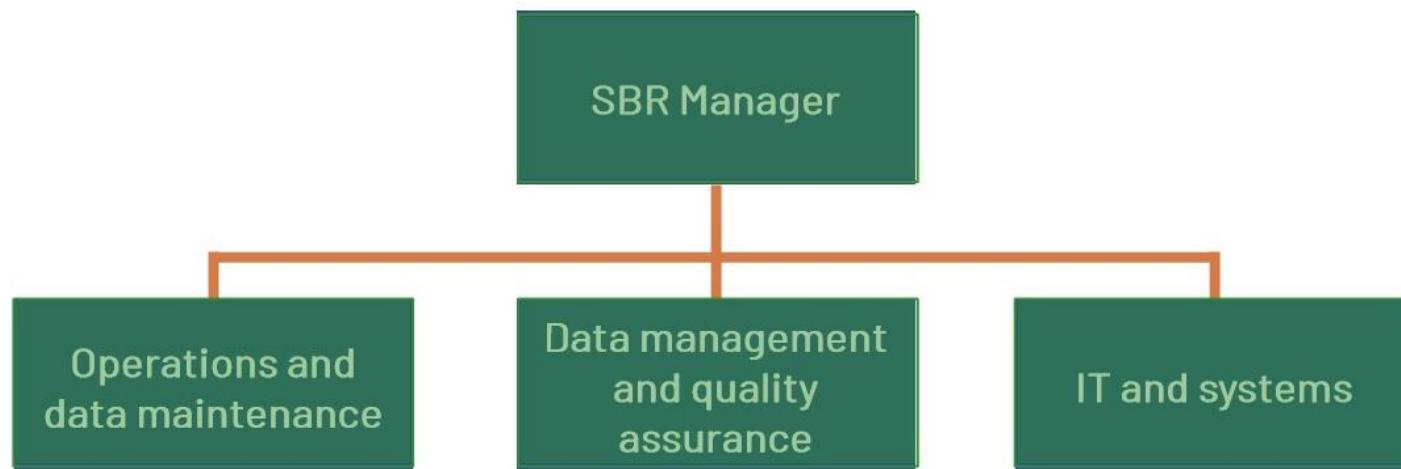 SBR Manager
Operations and
data maintenance
Data management
and quality
assurance
IT and systems